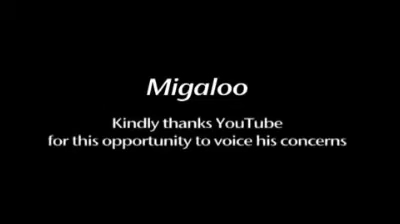 Migaloo
Kindly thanks YouTube
for this opportunity to voice his concerns